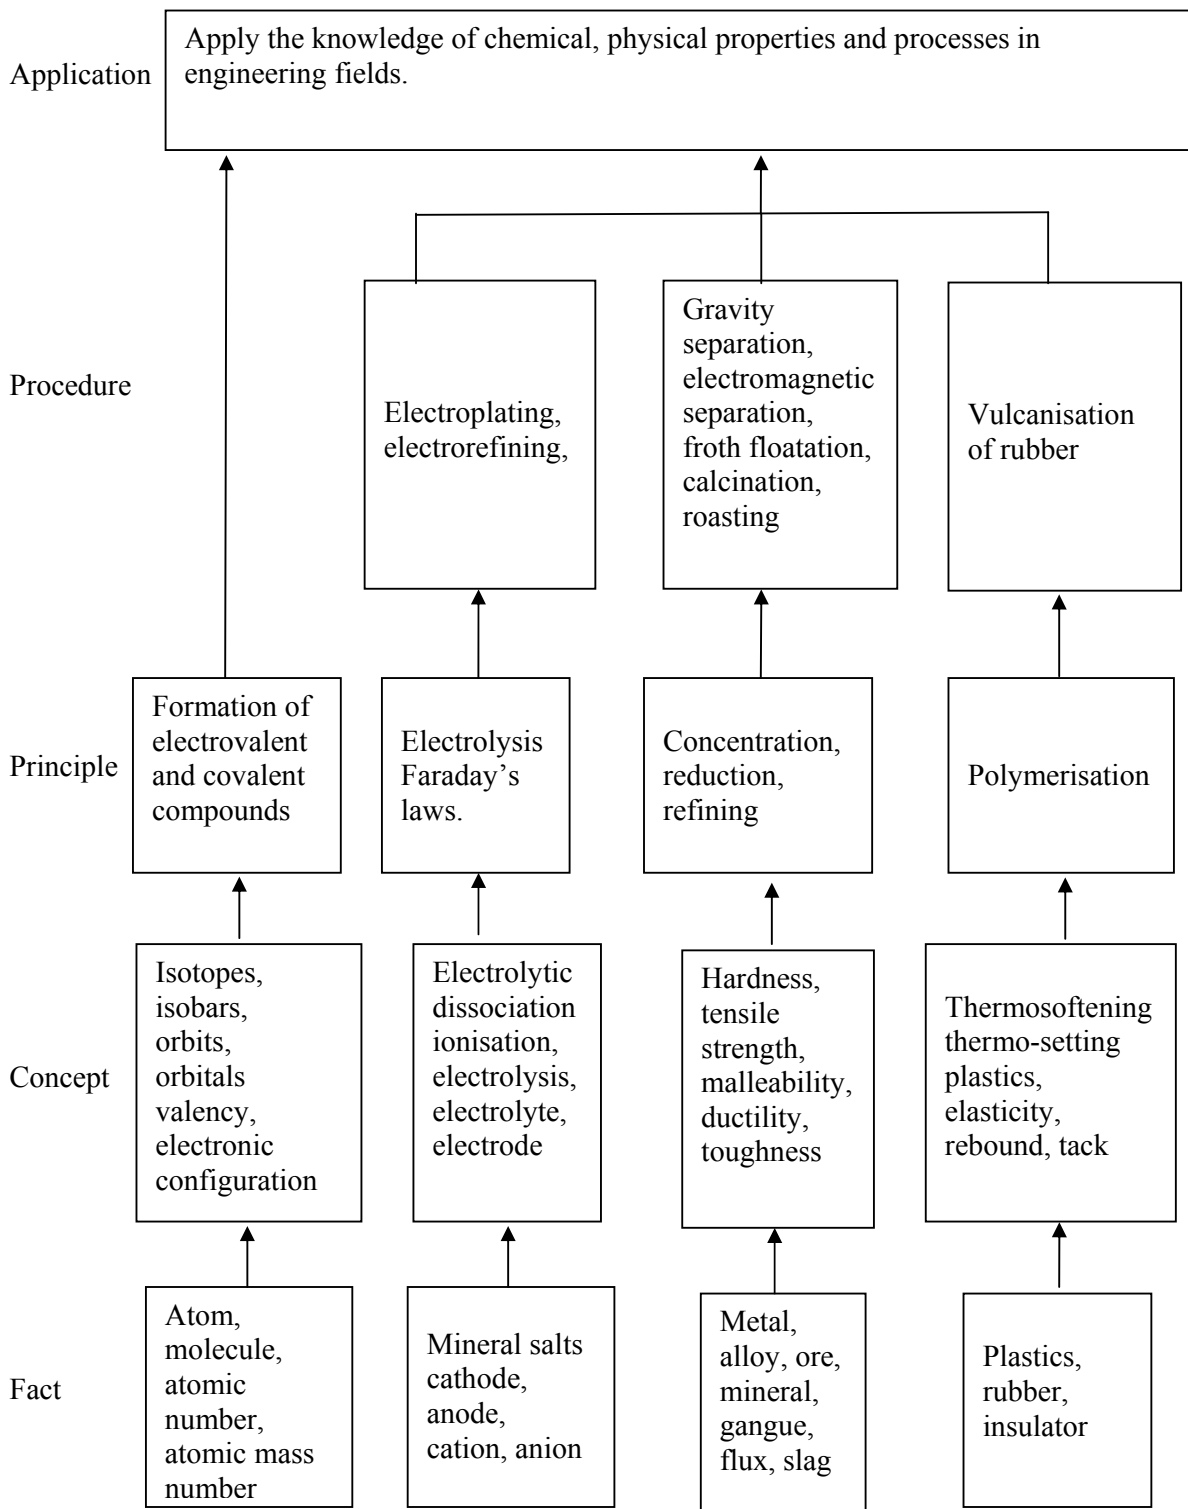 Application
Apply the knowledge of chemical, physical properties and processes in
engineering fields.
Procedure
Electroplating,
electrorefining,
Gravity
separation,
electromagnetic
separation,
froth floatation,
calcination,
roasting
Vulcanisation
of rubber
Principle
Formation of
electrovalent
and covalent
compounds
Electrolysis
Faraday’s
laws.
Concentration,
reduction,
refining
Polymerisation
Concept
Isotopes,
isobars,
orbits,
orbitals
valency,
electronic
configuration
Electrolytic
dissociation
ionisation,
electrolysis,
electrolyte,
electrode
Hardness,
tensile
strength,
malleability,
ductility,
toughness
Thermosoftening
thermo-setting
plastics,
elasticity,
rebound, tack
Fact
Atom,
molecule,
atomic
number,
atomic mass
number
Mineral salts
cathode,
anode,
cation, anion
Metal,
alloy, ore,
mineral,
gangue,
flux, slag
Plastics,
rubber,
insulator